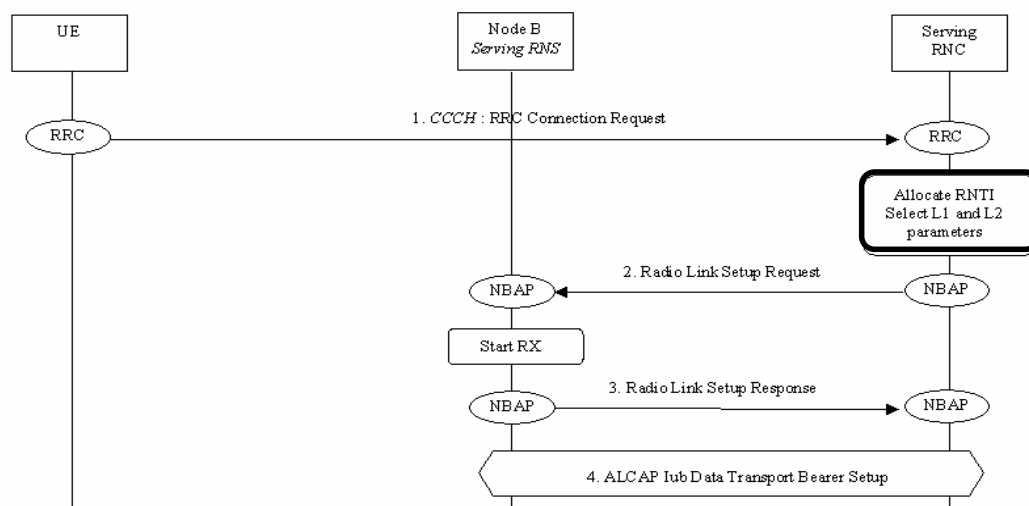 UE
Node B
Serving RNS
Serving
RNC
1. CCCH : RRC Connection Request
RRC
RRC
Allocate RNTI
Select L1 and L2
parameters
2. Radio Link Setup Request
NBAP
NBAP
Start RX
3. Radio Link Setup Response
NBAP
NBAP
4. ALCAP Iub Data Transport Bearer Setup